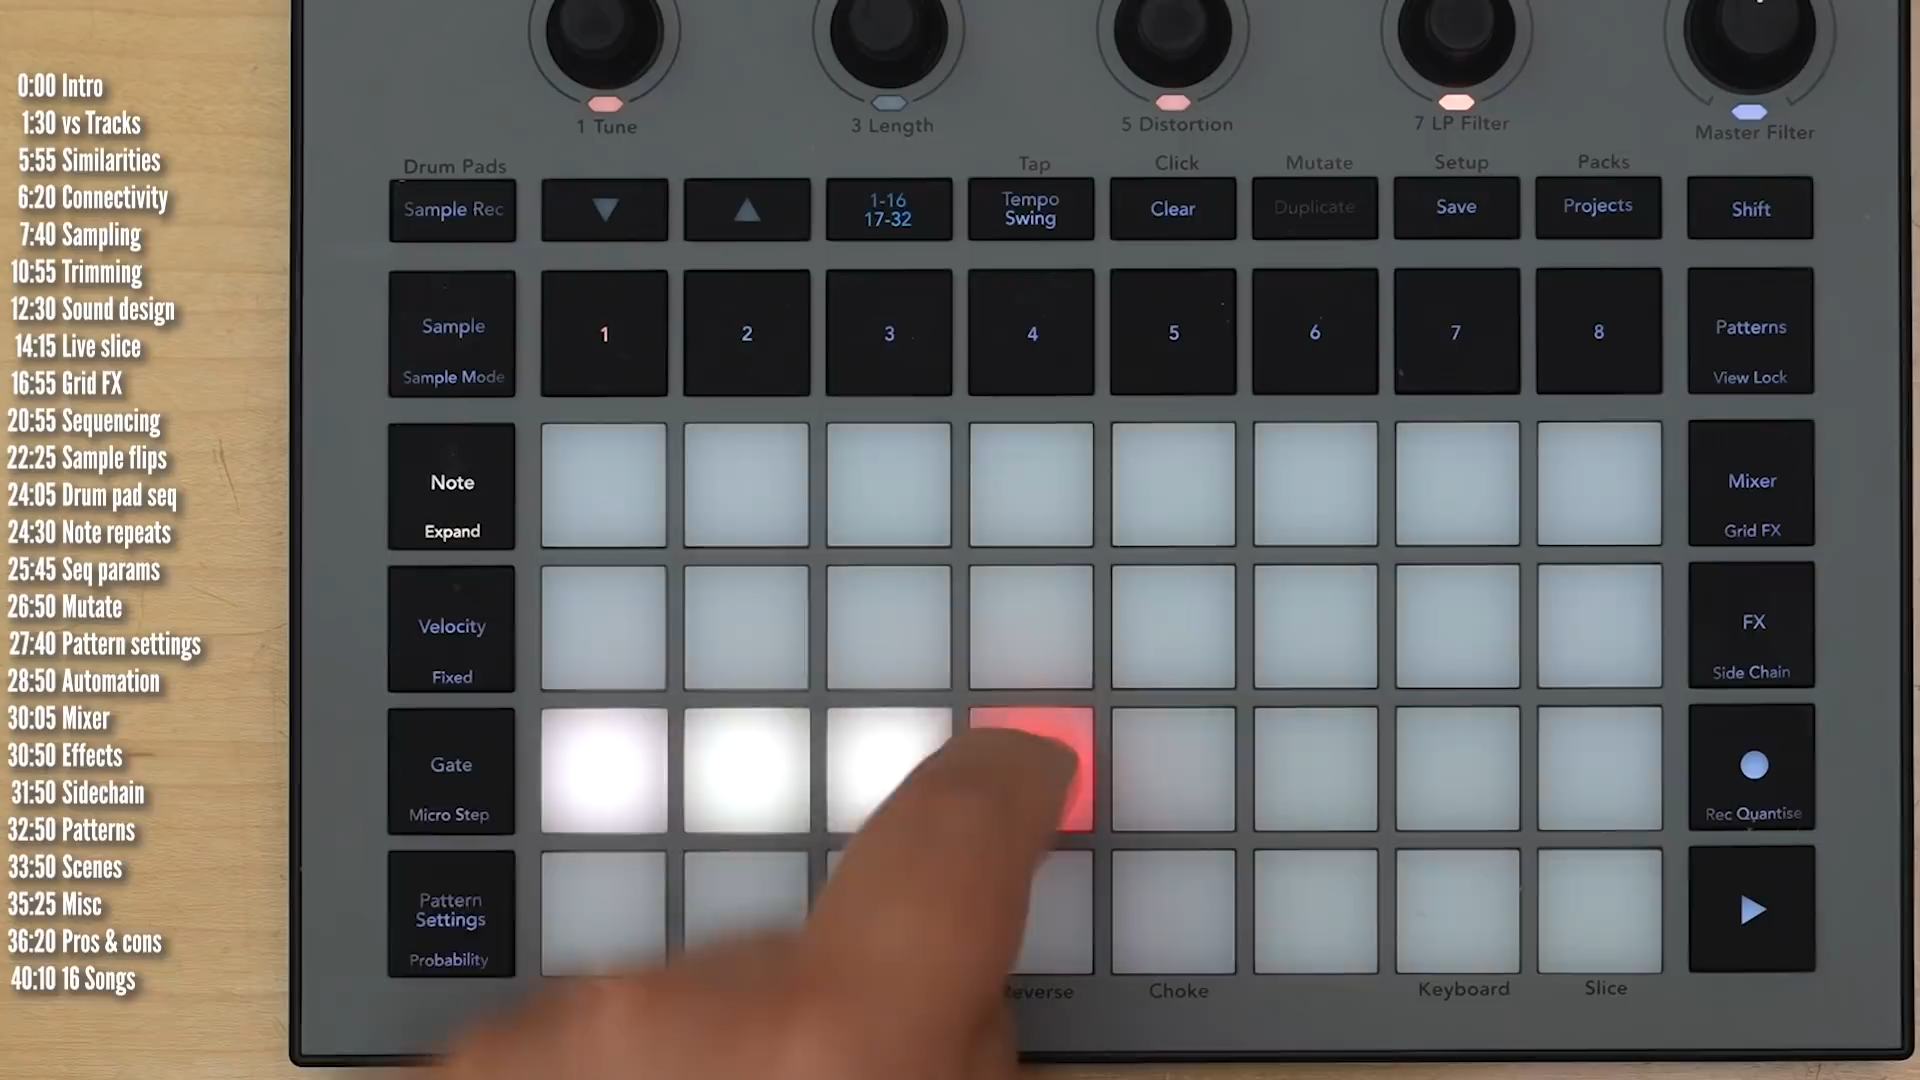 0:00 Intro
1:30 vs Tracks
5:55 Similarities
6:20 Connectivity
7:40 Sampling
10:55 Trimming
12:30 Sound design
14:15 Live slice
16:55 Grid FX
20:55 Sequencing
22:25 Sample flips
24:05 Drum pad seq
24:30 Note repeats
25:45 Seq params
26:50 Mutate
27:40 Pattern settings
28:50 Automation
30:05 Mixer
30:50 Effects
31:50 Sidechain
32:50 Patterns
33:50 Scenes
35:25 Misc
36:20 Pros & cons
40:10 16 Songs
1 Tune
3 Length
5 Distortion
7 LP Filter
Master Filter
Drum Pads
Tap
Click
Mutate
Setup
Packs
Sample Rec
1-16
17-32
Tempo
Swing
Clear
Duplicate
Save
Projects
Shift
Sample
Sample Mode
1
2
3
4
5
6
7
8
Patterns
View Lock
Note
Expand
Mixer
Grid FX
Velocity
Fixed
FX
Side Chain
Gate
Micro Step
Rec Quantise
Pattern
Settings
Probability
Reverse
Choke
Keyboard
Slice